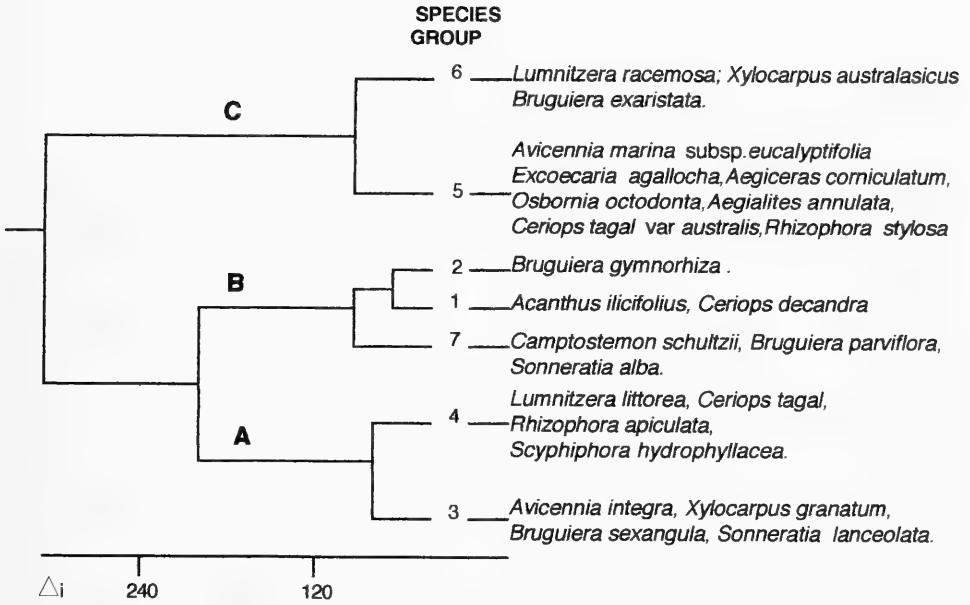 SPECIES
GROUP
6 Lumnitzera racemosa; Xylocarpus australasicus
Bruguiera exaristata.
C
Avicennia marina subsp. eucalyptifolia
Excoecaria agallocha, Aegiceras corniculatum,
5 Osbornia octodonta, Aegialites annulata,
Ceriops tagal var australis, Rhizophora stylosa
2 Bruguiera gymnorhiza .
B
1 Acanthus ilicifolius, Ceriops decandra
7 Camptostemon schultzii, Bruguiera parviflora,
Sonneratia alba.
Lumnitzera littorea, Ceriops tagal,
4 Rhizophora apiculata,
A
Scyphiphora hydrophyllacea.
3 Avicennia integra, Xylocarpus granatum,
Bruguiera sexangula, Sonneratia lanceolata.
△i 240 120